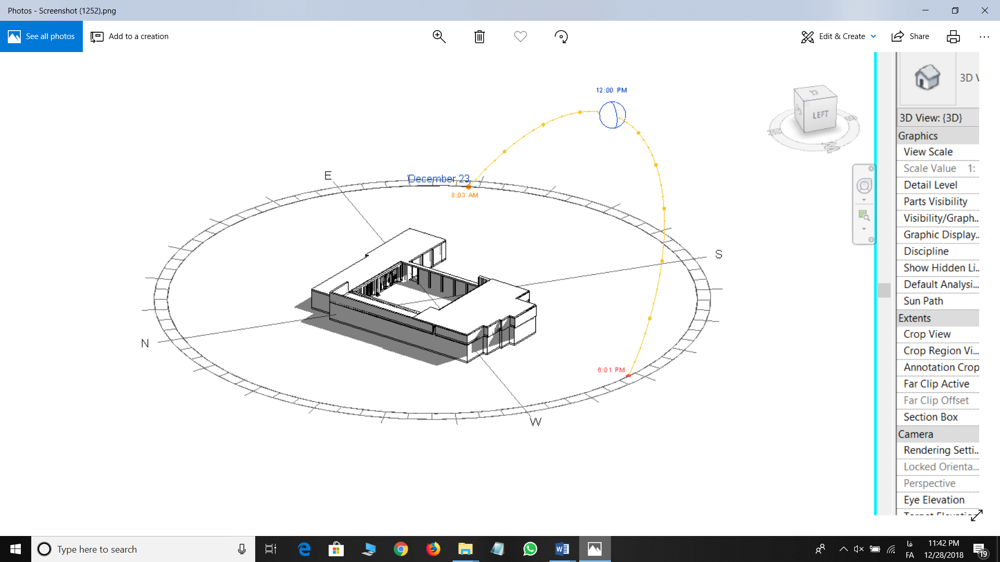 Photos - Screenshot (1252).png
See all photos
Add to a creation
Edit & Create
Share
12:00 PM
December 23
8:03 AM
E
S
N
W
6:01 PM
LEFT
3D V
3D View: {3D}
Graphics
View Scale
Scale Value 1:
Detail Level
Parts Visibility
Visibility/Graph...
Graphic Display...
Discipline
Show Hidden Li...
Default Analysi...
Sun Path
Extents
Crop View
Crop Region Vi...
Annotation Crop
Far Clip Active
Far Clip Offset
Section Box
Camera
Rendering Setti...
Locked Orienta...
Perspective
Eye Elevation
Target Elevation
Type here to search
فا
FA
11:42 PM
12/28/2018
19